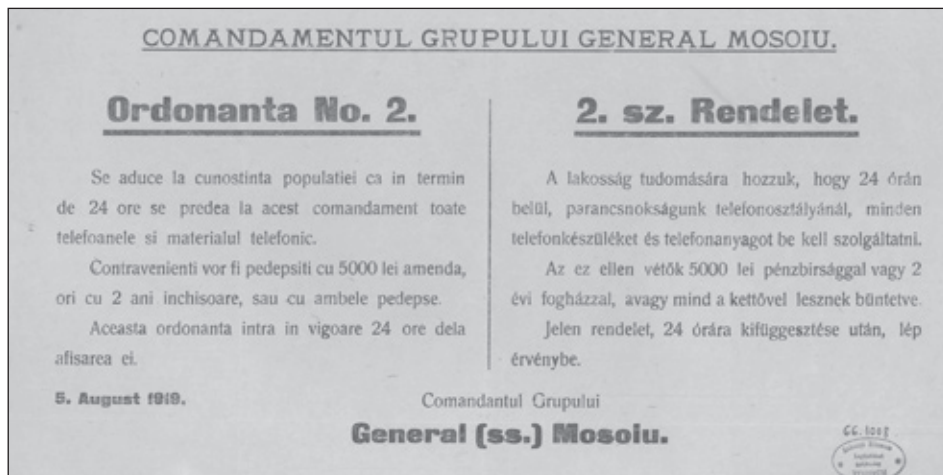 COMANDAMENTUL GRUPULUI GENERAL MOSOIU.
Ordonanta No. 2.
Se aduce la cunostinta populatiei ca in termin
de 24 ore se predea la acest comandament toate
telefoanele si materialul telefonic.
Contravenienti vor fi pedepsiti cu 5000 lei amenda,
ori cu 2 ani inchisoare, sau cu ambele pedepse.
Aceasta ordonanta intra in vigoare 24 ore dela
afisarea ei.
2. sz. Rendelet.
A lakosság tudomására hozzuk, hogy 24 órán
belül, parancsnokságunk telefonosztályánál, minden
telefonkészüléket és telefonanyagot be kell szolgáltatni.
Az ez ellen vétők 5000 lei pénzbirsággal vagy 2
évi fogházzal, avagy mind a kettővel lesznek büntetve.
Jelen rendelet, 24 órára kifüggesztése után, lép
érvénybe.
5. August 1919.
Comandantul Grupului
General (ss.) Mosoiu.